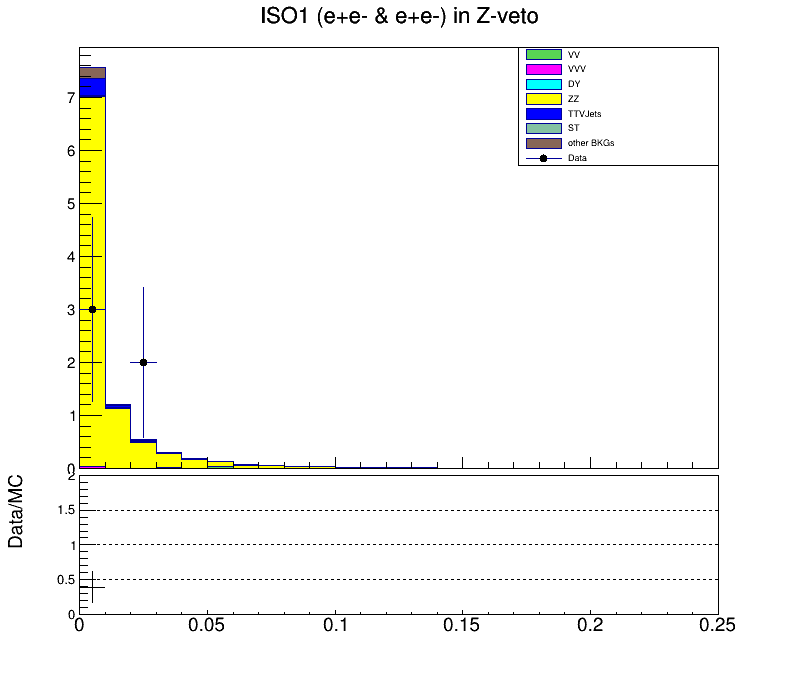 ISO1 (e+e- & e+e-) in Z-veto
VV
VVV
DY
ZZ
TTVJets
ST
other BKGs
Data
7
6
5
4
3
2
1
0
Data/MC
2
1.5
1
0.5
0
0 0.05 0.1 0.15 0.2 0.25